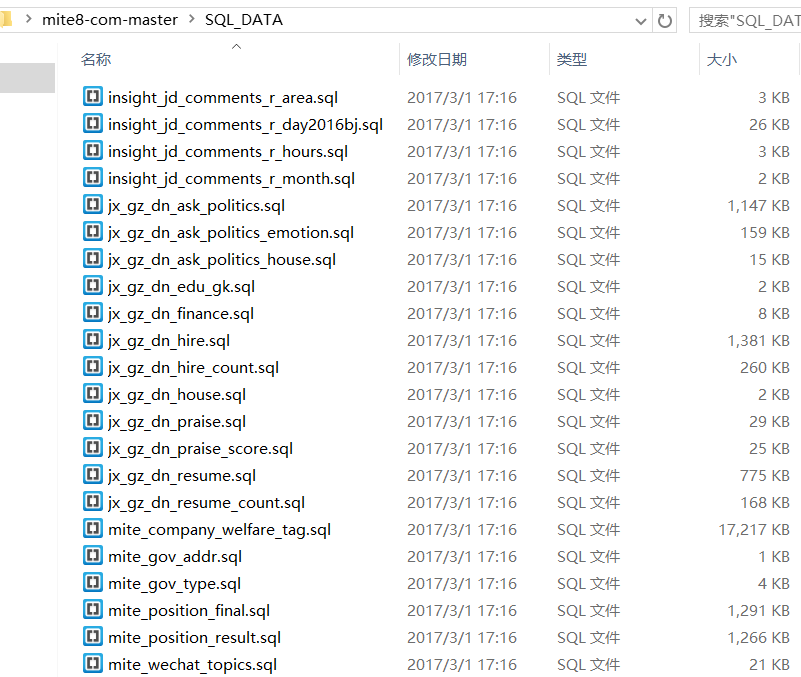 mite8-com-master > SQL_DATA 搜索"SQL_DAT
名称 修改日期 类型 大小
insight_jd_comments_r_area.sql 2017/3/1 17:16 SQL 文件 3 KB
insight_jd_comments_r_day2016bj.sql 2017/3/1 17:16 SQL 文件 26 KB
insight_jd_comments_r_hours.sql 2017/3/1 17:16 SQL 文件 3 KB
insight_jd_comments_r_month.sql 2017/3/1 17:16 SQL 文件 2 KB
jx_gz_dn_ask_politics.sql 2017/3/1 17:16 SQL 文件 1,147 KB
jx_gz_dn_ask_politics_emotion.sql 2017/3/1 17:16 SQL 文件 159 KB
jx_gz_dn_ask_politics_house.sql 2017/3/1 17:16 SQL 文件 15 KB
jx_gz_dn_edu_gk.sql 2017/3/1 17:16 SQL 文件 2 KB
jx_gz_dn_finance.sql 2017/3/1 17:16 SQL 文件 8 KB
jx_gz_dn_hire.sql 2017/3/1 17:16 SQL 文件 1,381 KB
jx_gz_dn_hire_count.sql 2017/3/1 17:16 SQL 文件 260 KB
jx_gz_dn_house.sql 2017/3/1 17:16 SQL 文件 2 KB
jx_gz_dn_praise.sql 2017/3/1 17:16 SQL 文件 29 KB
jx_gz_dn_praise_score.sql 2017/3/1 17:16 SQL 文件 25 KB
jx_gz_dn_resume.sql 2017/3/1 17:16 SQL 文件 775 KB
jx_gz_dn_resume_count.sql 2017/3/1 17:16 SQL 文件 168 KB
mite_company_welfare_tag.sql 2017/3/1 17:16 SQL 文件 17,217 KB
mite_gov_addr.sql 2017/3/1 17:16 SQL 文件 1 KB
mite_gov_type.sql 2017/3/1 17:16 SQL 文件 4 KB
mite_position_final.sql 2017/3/1 17:16 SQL 文件 1,291 KB
mite_position_result.sql 2017/3/1 17:16 SQL 文件 1,266 KB
mite_wechat_topics.sql 2017/3/1 17:16 SQL 文件 21 KB